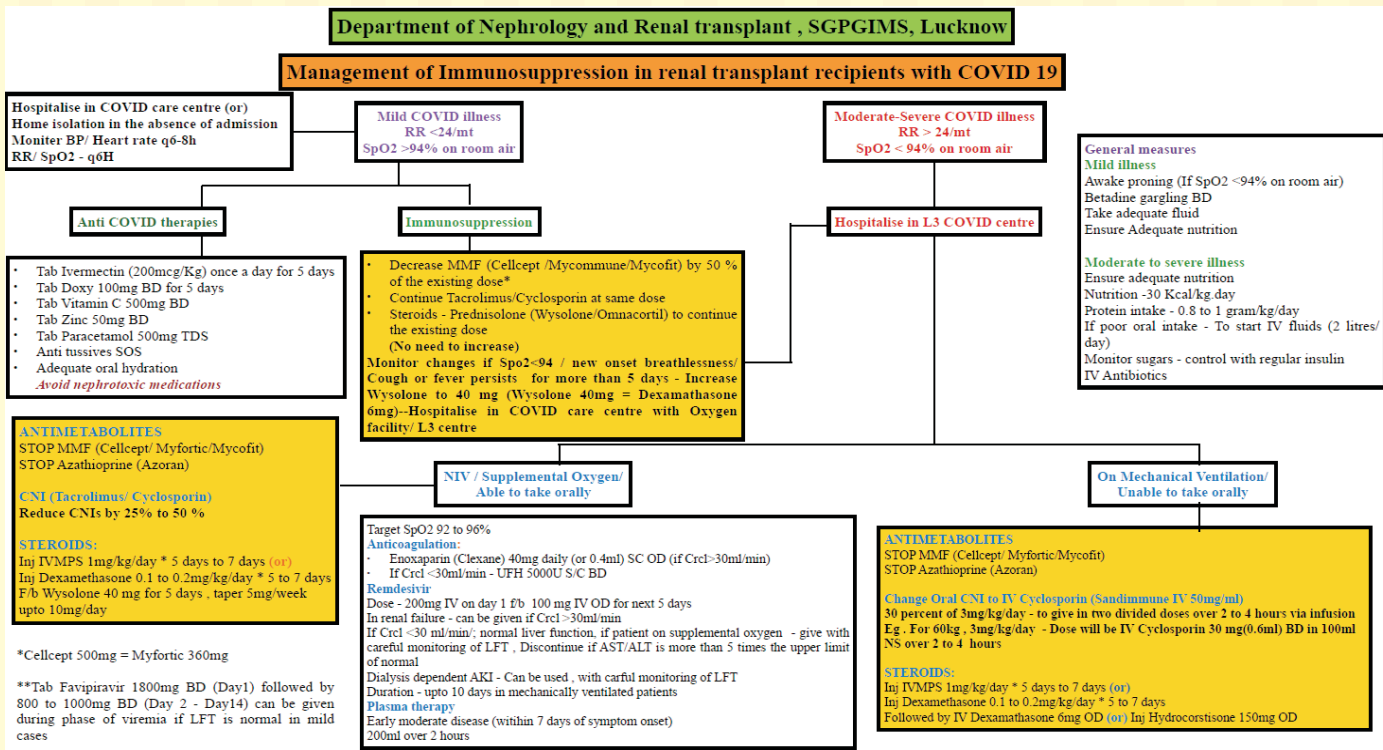 Department of Nephrology and Renal transplant , SGPGIMS, Lucknow
Management of Immunosuppression in renal transplant recipients with COVID 19
Hospitalise in COVID care centre (or)
Home isolation in the absence of admission
Moniter BP/ Heart rate q6-8h
RR/ SpO2 - q6H
Mild COVID illness
RR <24/mt
SpO2 >94% on room air
Moderate-Severe COVID illness
RR > 24/mt
SpO2 < 94% on room air
General measures
Mild illness
Awake proning (If SpO2 <94% on room air)
Betadine gargling BD
Take adequate fluid
Ensure Adequate nutrition
Moderate to severe illness
Ensure adequate nutrition
Nutrition -30 Kcal/kg.day
Protein intake - 0.8 to 1 gram/kg/day
If poor oral intake - To start IV fluids (2 litres/
day)
Monitor sugars - control with regular insulin
IV Antibiotics
Anti COVID therapies
Immunosuppression
Hospitalise in L3 COVID centre
• Tab Ivermectin (200mcg/Kg) once a day for 5 days
• Tab Doxy 100mg BD for 5 days
• Tab Vitamin C 500mg BD
• Tab Zinc 50mg BD
• Tab Paracetamol 500mg TDS
• Anti tussives SOS
• Adequate oral hydration
Avoid nephrotoxic medications
• Decrease MMF (Cellcept /Mycommune/Mycofit) by 50 %
of the existing dose*
• Continue Tacrolimus/Cyclosporin at same dose
• Steroids - Prednisolone (Wysolone/Omnacortil) to continue
the existing dose
(No need to increase)
Monitor changes if Spo2<94 / new onset breathlessness/
Cough or fever persists for more than 5 days - Increase
Wysolone to 40 mg (Wysolone 40mg = Dexamathasone
6mg)--Hospitalise in COVID care centre with Oxygen
facility/ L3 centre
ANTIMETABOLITES
STOP MMF (Cellcept/ Myfortic/Mycofit)
STOP Azathioprine (Azoran)
CNI (Tacrolimus/ Cyclosporin)
Reduce CNIs by 25% to 50 %
STEROIDS:
Inj IVMPS 1mg/kg/day * 5 days to 7 days (or)
Inj Dexamethasone 0.1 to 0.2mg/kg/day * 5 to 7 days
F/b Wysolone 40 mg for 5 days , taper 5mg/week
upto 10mg/day
NIV / Supplemental Oxygen/
Able to take orally
On Mechanical Ventilation/
Unable to take orally
Target SpO2 92 to 96%
Anticoagulation:
• Enoxaparin (Clexane) 40mg daily (or 0.4ml) SC OD (if Crcl>30ml/min)
• If Crcl <30ml/min - UFH 5000U S/C BD
Remdesivir
Dose - 200mg IV on day 1 f/b 100 mg IV OD for next 5 days
In renal failure - can be given if Crcl >30ml/min
If Crcl <30 ml/min/; normal liver function, if patient on supplemental oxygen - give with
careful monitoring of LFT , Discontinue if AST/ALT is more than 5 times the upper limit
of normal
Dialysis dependent AKI - Can be used , with carful monitoring of LFT
Duration - upto 10 days in mechanically ventilated patients
Plasma therapy
Early moderate disease (witihin 7 days of symptom onset)
200ml over 2 hours
ANTIMETABOLITES
STOP MMF (Cellcept/ Myfortic/Mycofit)
STOP Azathioprine (Azoran)
Change Oral CNI to IV Cyclosporin (Sandimmune IV 50mg/ml)
30 percent of 3mg/kg/day - to give in two divided doses over 2 to 4 hours via infusion
Eg . For 60kg , 3mg/kg/day - Dose will be IV Cyclosporin 30 mg(0.6ml) BD in 100ml
NS over 2 to 4 hours
STEROIDS:
Inj IVMPS 1mg/kg/day * 5 days to 7 days (or)
Inj Dexamethasone 0.1 to 0.2mg/kg/day * 5 to 7 days
Followed by IV Dexamathasone 6mg OD (or) Inj Hydrocorstisone 150mg OD
*Cellcept 500mg = Myfortic 360mg
**Tab Favipiravir 1800mg BD (Day1) followed by
800 to 1000mg BD (Day 2 - Day14) can be given
during phase of viremia if LFT is normal in mild
cases